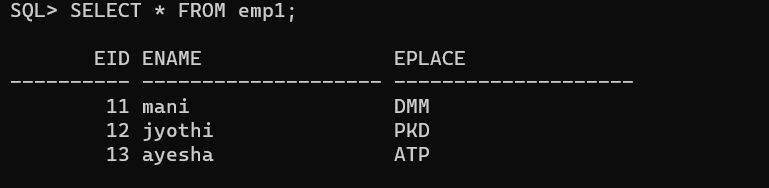 SQL> SELECT * FROM emp1;
       EID ENAME                EPLACE
---------- -------------------- --------------------
        11 mani                 DMM
        12 jyothi               PKD
        13 ayesha               ATP